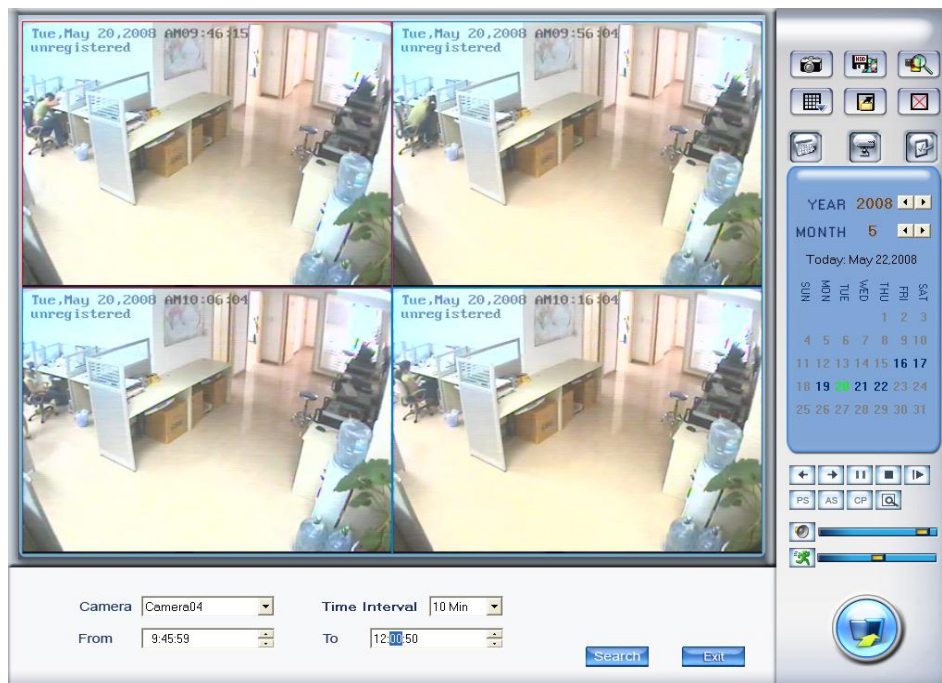 Tue,May 20,2008 AM09:46:15
unregistered
Tue,May 20,2008 AM09:56:04
unregistered
Tue,May 20,2008 AM10:06:04
unregistered
Tue,May 20,2008 AM10:16:04
unregistered
YEAR 2008
MONTH 5
Today: May 22,2008
SUN MON TUE WED THU FRI SAT
1 2 3
4 5 6 7 8 9 10
11 12 13 14 15 16 17
18 19 20 21 22 23 24
25 26 27 28 29 30 31
PS AS CP
Camera Camera04 Time Interval 10 Min
From 9:45:59 To 12:00:50
Search Exit